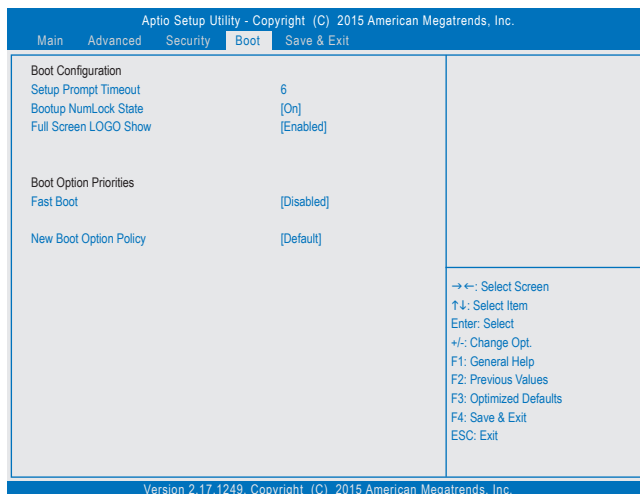 Aptio Setup Utility - Copyright (C) 2015 American Megatrends, Inc.
Main Advanced Security Boot Save & Exit
Boot Configuration
Setup Prompt Timeout 6
Bootup NumLock State [On]
Full Screen LOGO Show [Enabled]
Boot Option Priorities
Fast Boot [Disabled]
New Boot Option Policy [Default]
→←: Select Screen
↑↓: Select Item
Enter: Select
+/-: Change Opt.
F1: General Help
F2: Previous Values
F3: Optimized Defaults
F4: Save & Exit
ESC: Exit
Version 2.17.1249. Copyright (C) 2015 American Megatrends, Inc.